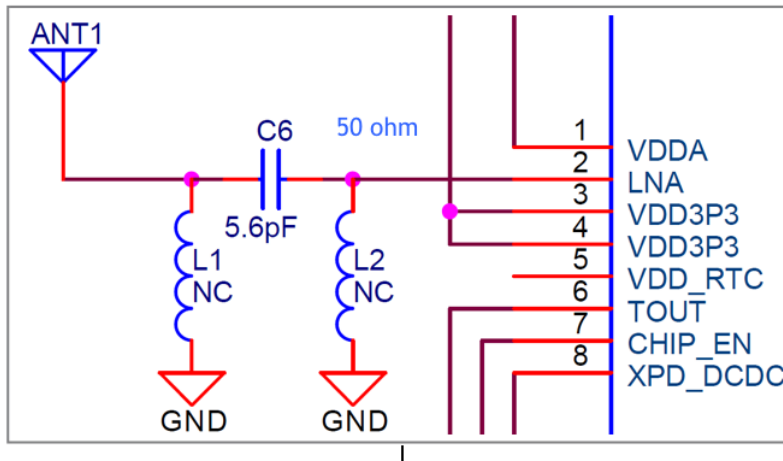 ANT1
C6
50 ohm
5.6pF
L1
NC
L2
NC
GND
GND
1
VDDA
2
LNA
3
VDD3P3
4
VDD3P3
5
VDD_RTC
6
TOUT
7
CHIP_EN
8
XPD_DCDC